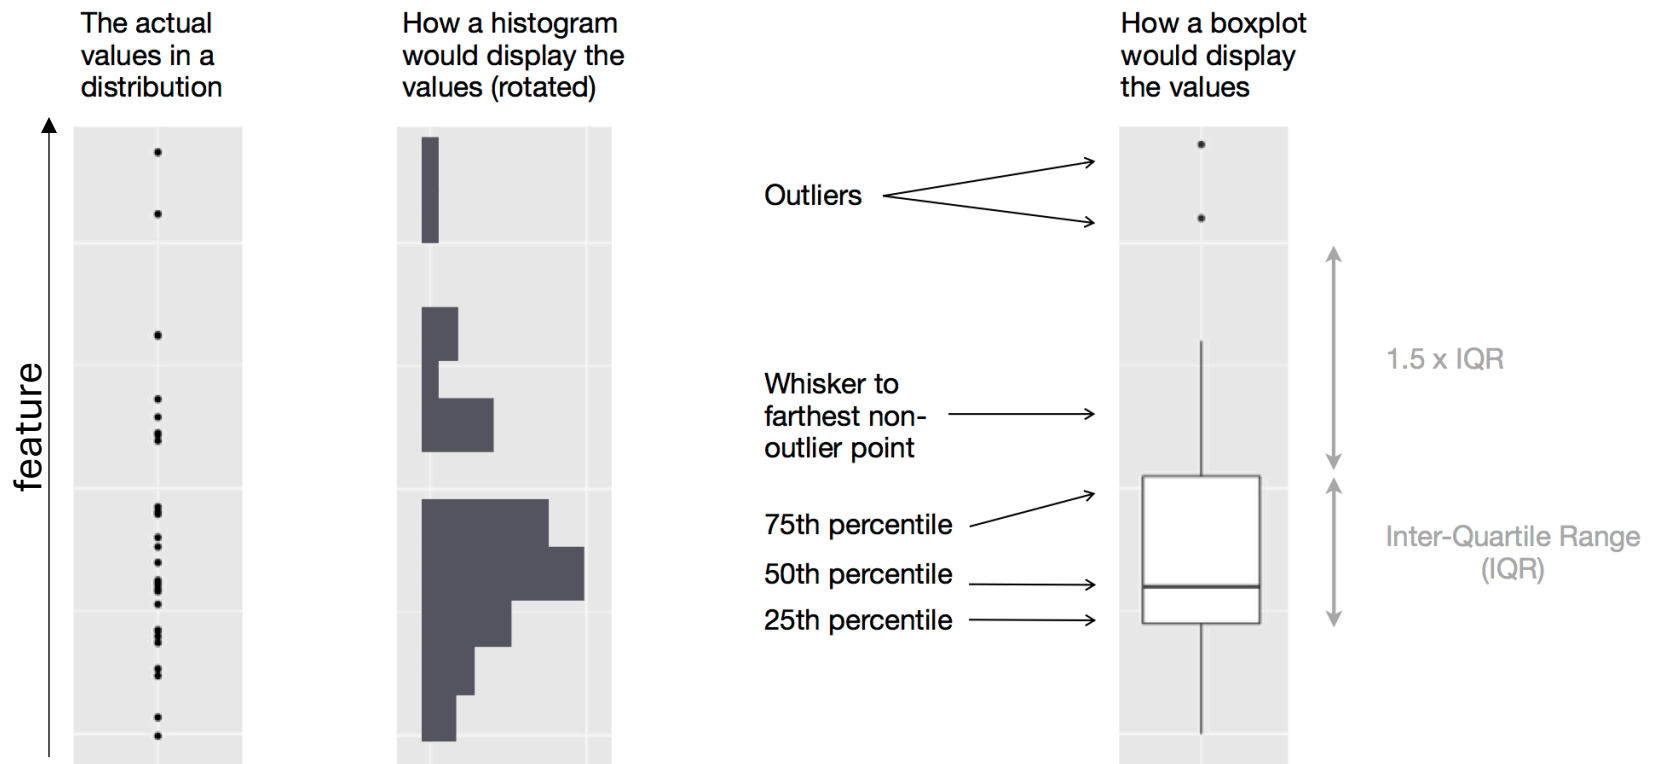 The actual
values in a
distribution
How a histogram
would display the
values (rotated)
How a boxplot
would display
the values
feature
Outliers
Whisker to
farthest non-
outlier point
75th percentile
50th percentile
25th percentile
1.5 x IQR
Inter-Quartile Range
(IQR)